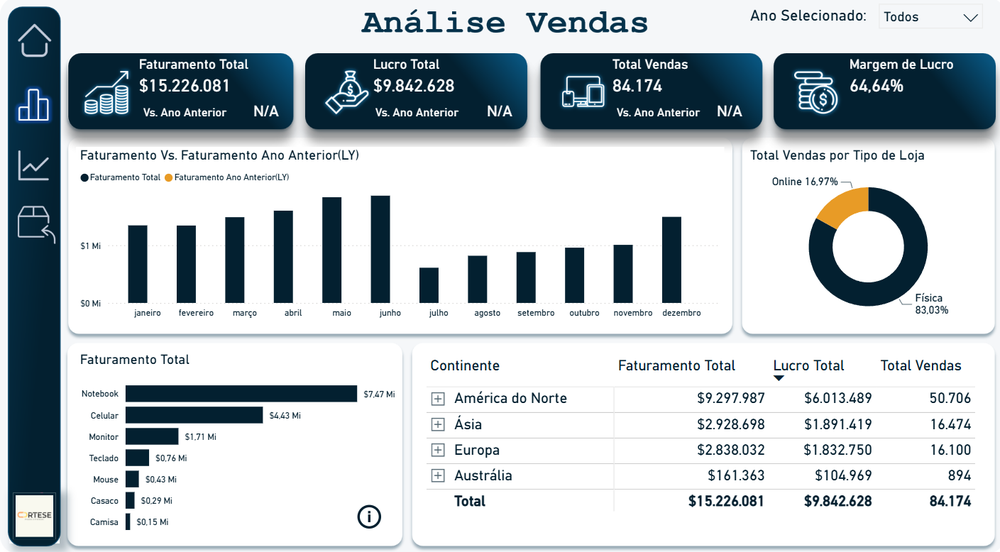 Análise Vendas
Ano Selecionado: Todos
Faturamento Total
$15.226.081
Vs. Ano Anterior N/A
Lucro Total
$9.842.628
Vs. Ano Anterior N/A
Total Vendas
84.174
Vs. Ano Anterior N/A
Margem de Lucro
64,64%
Faturamento Vs. Faturamento Ano Anterior(LY)
Faturamento Total Faturamento Ano Anterior(LY)
$1 Mi
$0 Mi
janeiro fevereiro março abril maio junho julho agosto setembro outubro novembro dezembro
Total Vendas por Tipo de Loja
Online 16,97%
Física
83,03%
Faturamento Total
Notebook $7,47 Mi
Celular $4,43 Mi
Monitor $1,71 Mi
Teclado $0,76 Mi
Mouse $0,43 Mi
Casaco $0,29 Mi
Camisa $0,15 Mi
Continente Faturamento Total Lucro Total Total Vendas
América do Norte $9.297.987 $6.013.489 50.706
Ásia $2.928.698 $1.891.419 16.474
Europa $2.838.032 $1.832.750 16.100
Austrália $161.363 $104.969 894
Total $15.226.081 $9.842.628 84.174
RTESE